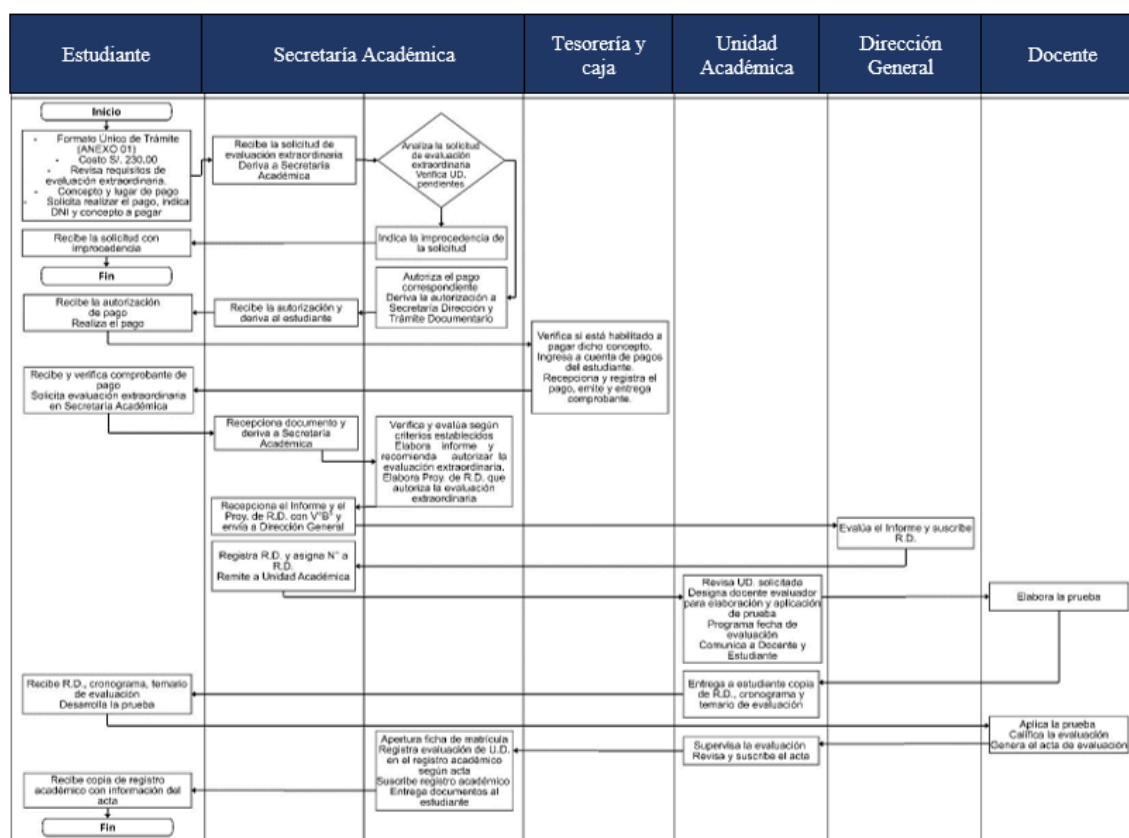 Estudiante
Secretaría Académica
Tesorería y
caja
Unidad
Académica
Dirección
General
Docente
Inicio
- Formato Único de Trámite
(ANEXO 01)
- Costo S/. 230.00
- Revisa requisitos de
evaluación extraordinaria.
- Concepto y lugar de pago
- Solicita realizar el pago, indica
DNI y concepto a pagar
Recibe la solicitud de
evaluación extraordinaria
Deriva a Secretaría
Académica
Analiza la solicitud
de evaluación
extraordinaria
Verifica UD.
pendientes
Indica la improcedencia de
la solicitud
Recibe la solicitud con
improcedencia
Fin
Autoriza el pago
correspondiente
Deriva la autorización a
Secretaría Dirección y
Trámite Documentario
Recibe la autorización y
deriva al estudiante
Recibe la autorización
de pago
Realiza el pago
Verifica si está habilitado a
pagar dicho concepto.
Ingresa a cuenta de pagos
del estudiante.
Recepciona y registra el
pago, emite y entrega
comprobante.
Recibe y verifica comprobante de
pago
Solicita evaluación extraordinaria
en Secretaría Académica
Recepciona documento y
deriva a Secretaría
Académica
Verifica y evalúa según
criterios establecidos
Elabora informe y
recomienda autorizar la
evaluación extraordinaria.
Elabora Proy. de R.D. que
autoriza la evaluación
extraordinaria
Recepciona el Informe y el
Proy. de R.D. con V°B° y
envía a Dirección General
Evalúa el Informe y suscribe
R.D.
Registra R.D. y asigna N° a
R.D.
Remite a Unidad Académica
Revisa UD. solicitada
Designa docente evaluador
para elaboración y aplicación
de prueba
Programa fecha de
evaluación
Comunica a Docente y
Estudiante
Elabora la prueba
Entrega a estudiante copia
de R.D., cronograma y
temario de evaluación
Recibe R.D., cronograma, temario
de evaluación
Desarrolla la prueba
Aplica la prueba
Califica la evaluación
Genera el acta de evaluación
Supervisa la evaluación
Revisa y suscribe el acta
Apertura ficha de matrícula
Registra evaluación de U.D.
en el registro académico
según acta
Suscribe registro académico
Entrega documentos al
estudiante
Recibe copia de registro
académico con información del
acta
Fin